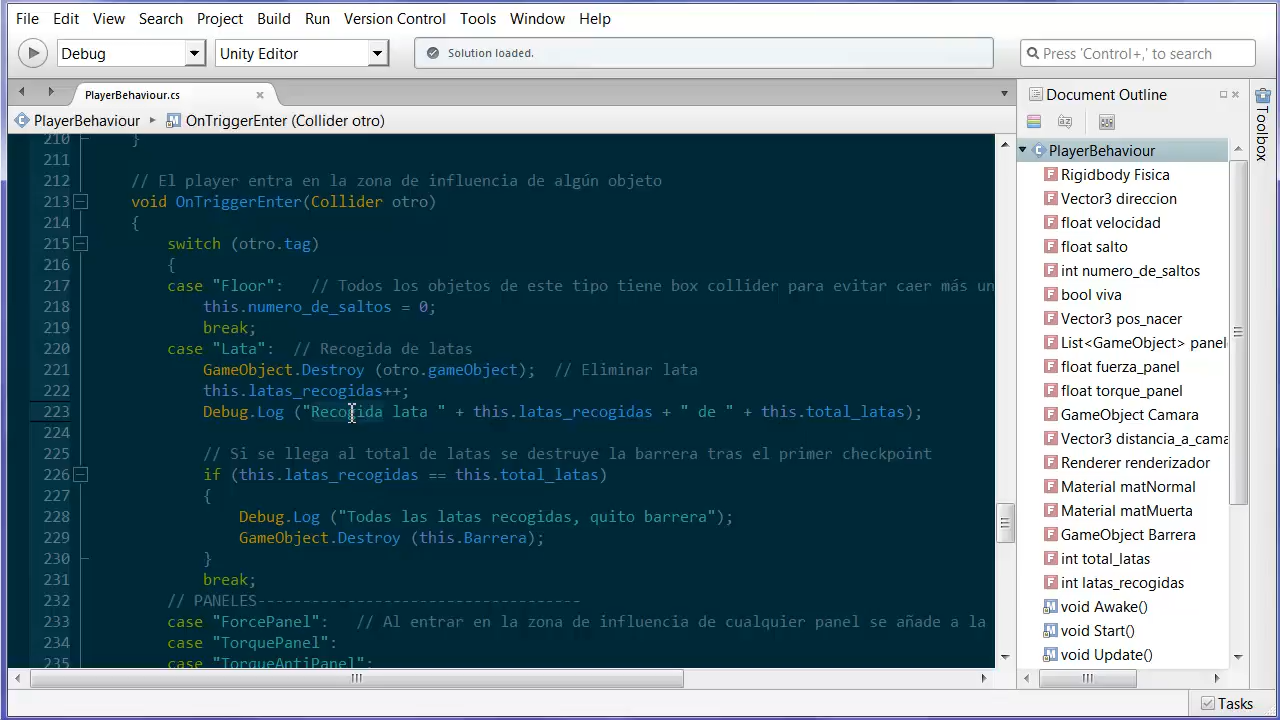 File Edit View Search Project Build Run Version Control Tools Window Help
Debug Unity Editor Solution loaded. Press 'Control+,' to search
PlayerBehaviour.cs
PlayerBehaviour OnTriggerEnter (Collider otro)
210 }
211
212 // El player entra en la zona de influencia de algún objeto
213 void OnTriggerEnter(Collider otro)
214 {
215 switch (otro.tag)
216 {
217 case "Floor": // Todos los objetos de este tipo tiene box collider para evitar caer más un
218 this.numero_de_saltos = 0;
219 break;
220 case "Lata": // Recogida de latas
221 GameObject.Destroy (otro.gameObject); // Eliminar lata
222 this.latas_recogidas++;
223 Debug.Log ("Recogida lata " + this.latas_recogidas + " de " + this.total_latas);
224
225 // Si se llega al total de latas se destruye la barrera tras el primer checkpoint
226 if (this.latas_recogidas == this.total_latas)
227 {
228 Debug.Log ("Todas las latas recogidas, quito barrera");
229 GameObject.Destroy (this.Barrera);
230 }
231 break;
232 // PANELES------------------------------------
233 case "ForcePanel": // Al entrar en la zona de influencia de cualquier panel se añade a la
234 case "TorquePanel":
235 case "TorqueAntiPanel":
Document Outline
PlayerBehaviour
Rigidbody Fisica
Vector3 direccion
float velocidad
float salto
int numero_de_saltos
bool viva
Vector3 pos_nacer
List<GameObject> panel
float fuerza_panel
float torque_panel
GameObject Camara
Vector3 distancia_a_cama
Renderer renderizador
Material matNormal
Material matMuerta
GameObject Barrera
int total_latas
int latas_recogidas
void Awake()
void Start()
void Update()
Toolbox
Tasks